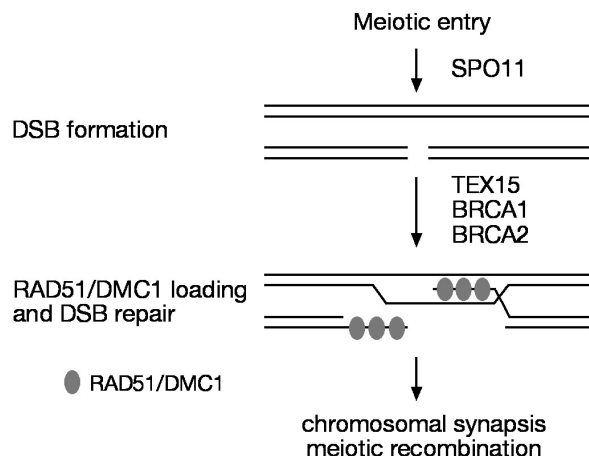 Meiotic entry
SPO11
DSB formation
TEX15
BRCA1
BRCA2
RAD51/DMC1 loading
and DSB repair
RAD51/DMC1
chromosomal synapsis
meiotic recombination